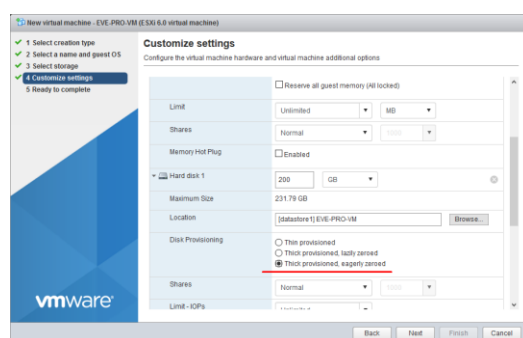 New virtual machine - EVE-PRO-VM (ESXi 6.0 virtual machine)
1 Select creation type
2 Select a name and guest OS
3 Select storage
4 Customize settings
5 Ready to complete
Customize settings
Configure the virtual machine hardware and virtual machine additional options
Reserve all guest memory (All locked)
Limit Unlimited MB
Shares Normal
Memory Hot Plug Enabled
Hard disk 1 200 GB
Maximum Size 231.79 GB
Location [datastore1] EVE-PRO-VM Browse...
Disk Provisioning
Thin provisioned
Thick provisioned, lazily zeroed
Thick provisioned, eagerly zeroed
Shares Normal
Limit - IOPs Unlimited
vmware
Back Next Finish Cancel